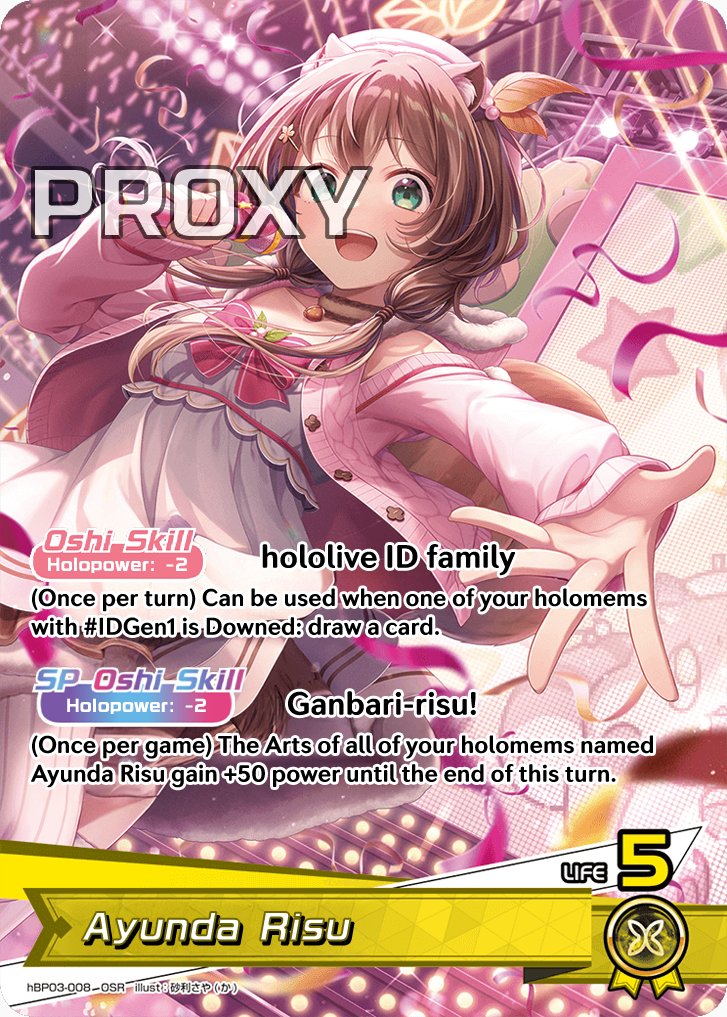 PROXY
Oshi Skill
Holopower: -2
hololive ID family
(Once per turn) Can be used when one of your holomems
with #IDGen1 is Downed: draw a card.
SP Oshi Skill
Holopower: -2
Ganbari-risu!
(Once per game) The Arts of all of your holomems named
Ayunda Risu gain +50 power until the end of this turn.
LIFE 5
Ayunda Risu
hBP03-008 OSR illust：砂利さや（か）